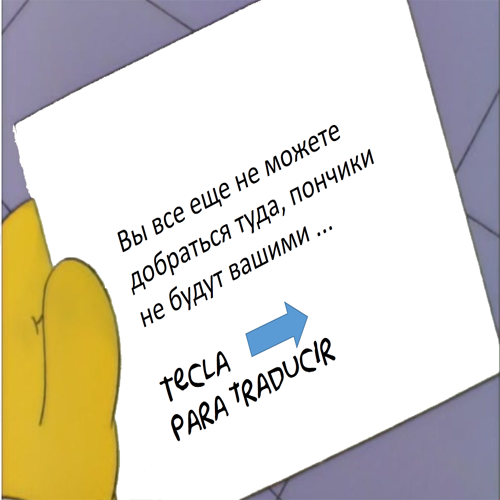 Вы все еще не можете
добраться туда, пончики
не будут вашими ...
TECLA
PARA TRADUCIR